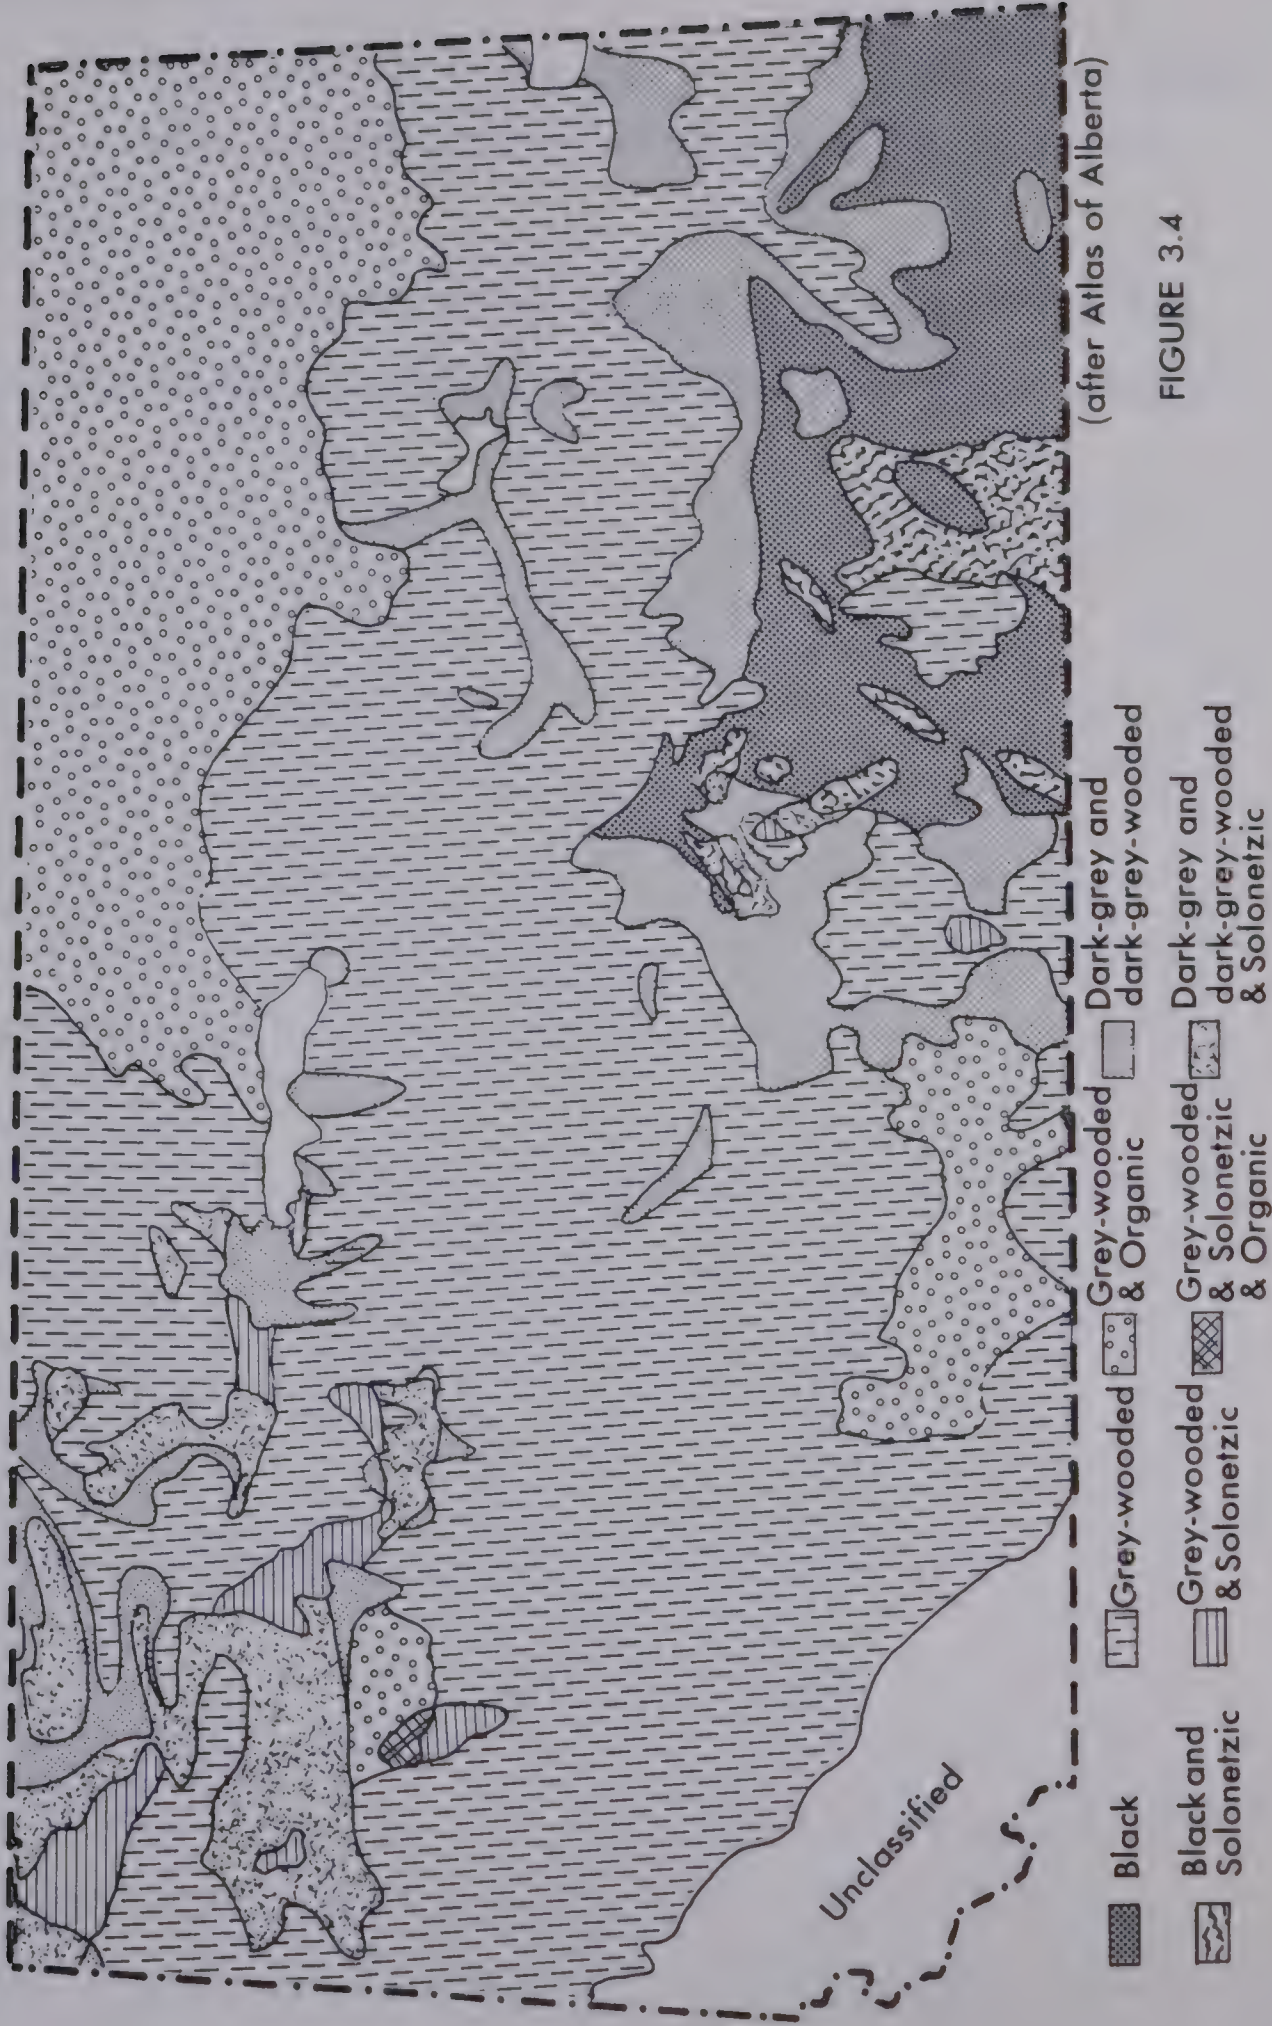 Unclassified
(after Atlas of Alberta)
FIGURE 3.4
Black
Grey-wooded
Grey-wooded
& Organic
Dark-grey and
dark-grey-wooded
Black and
Solonetzic
Grey-wooded
& Solonetzic
Grey-wooded
& Solonetzic
& Organic
Dark-grey and
dark-grey-wooded
& Solonetzic